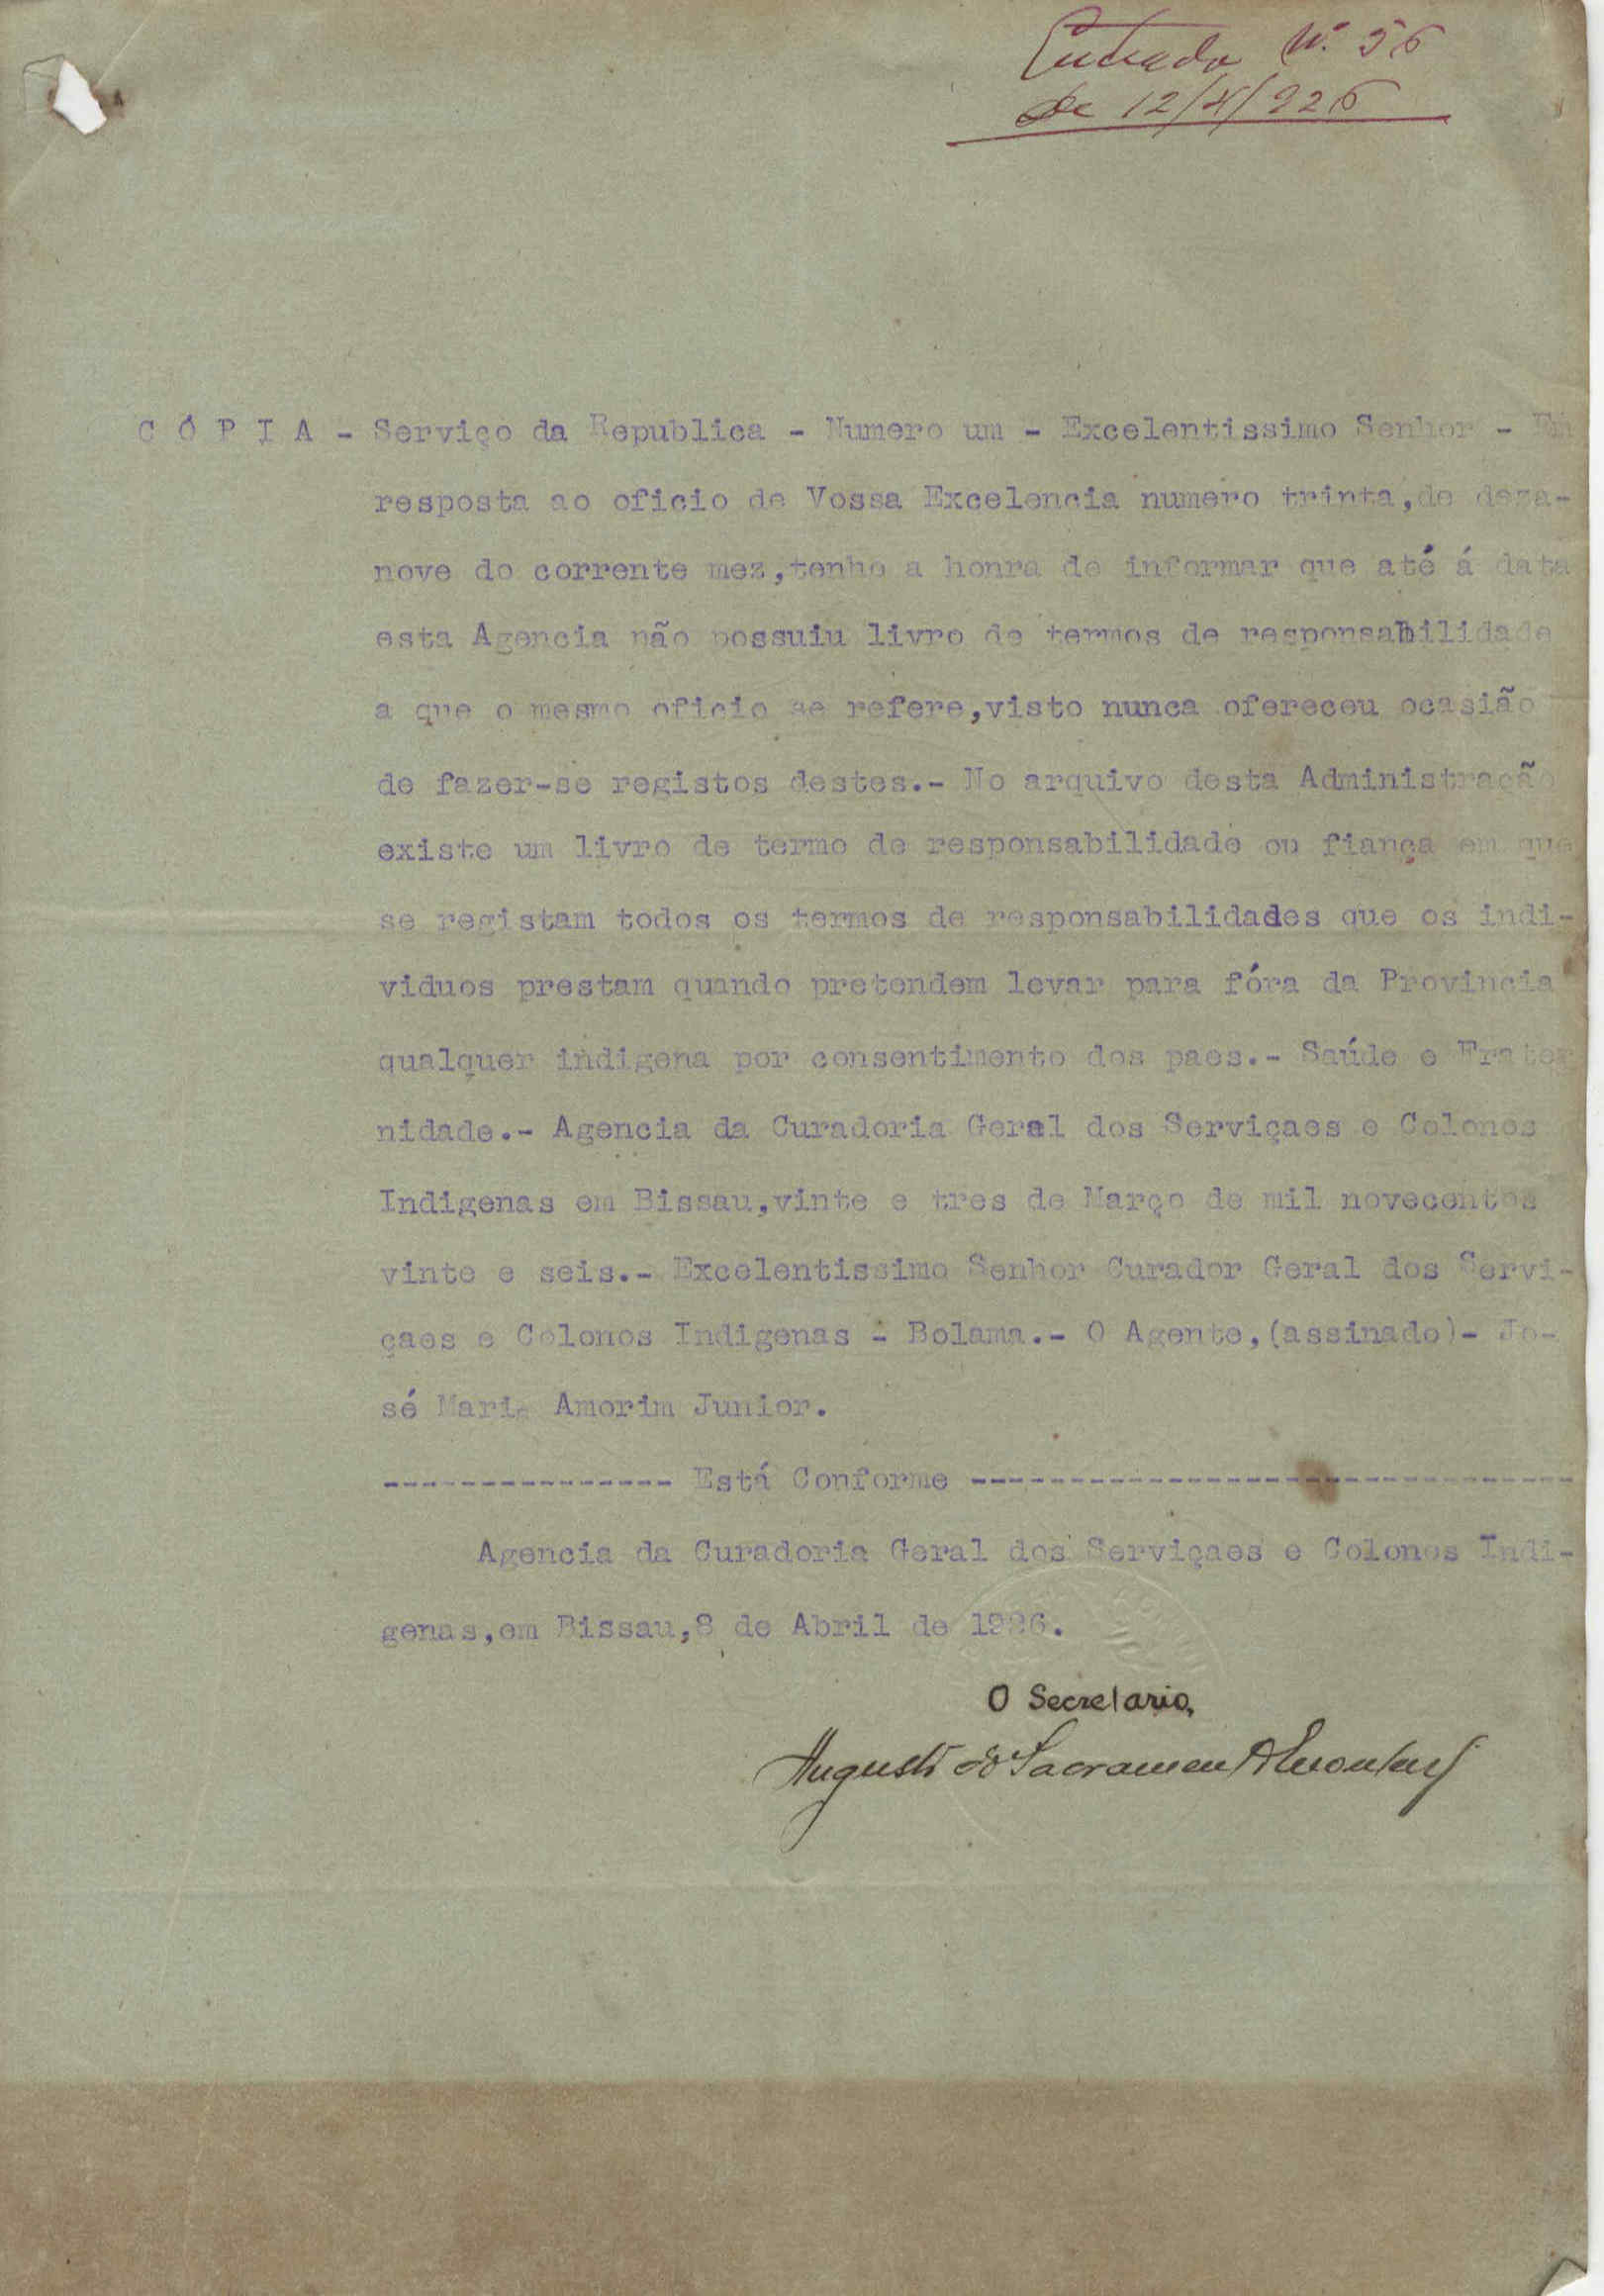 Entrada Nº 56
de 12/4/926
C Ó P I A - Serviço da Republica - Numero um - Excelentissimo Senhor - Em
resposta ao oficio de Vossa Excelencia numero trinta,de deza-
nove do corrente mez,tenho a honra de informar que até á data
esta Agencia não possuiu livro de termos de responsabilidade
a que o mesmo oficio se refere,visto nunca ofereceu ocasião
de fazer-se registos destes.- No arquivo desta Administração
existe um livro de termo de responsabilidade ou fiança em que
se registam todos os termos de responsabilidades que os indi-
viduos prestam quando pretendem levar para fóra da Provincia
qualquer indigena por consentimento dos paes.- Saúde e Frater
nidade.- Agencia da Curadoria Geral dos Serviçaes e Colonos
Indigenas em Bissau,vinte e tres de Março de mil novecentos
vinte e seis.- Excelentissimo Senhor Curador Geral dos Servi-
çaes e Colonos Indigenas - Bolama.- O Agente,(assinado)- Jo-
sé Maria Amorim Junior.
--------------- Está Conforme -------------------------------
Agencia da Curadoria Geral dos Serviçaes e Colonos Indi-
genas,em Bissau,8 de Abril de 1926.
O Secretario,
Augusto do Sacramento